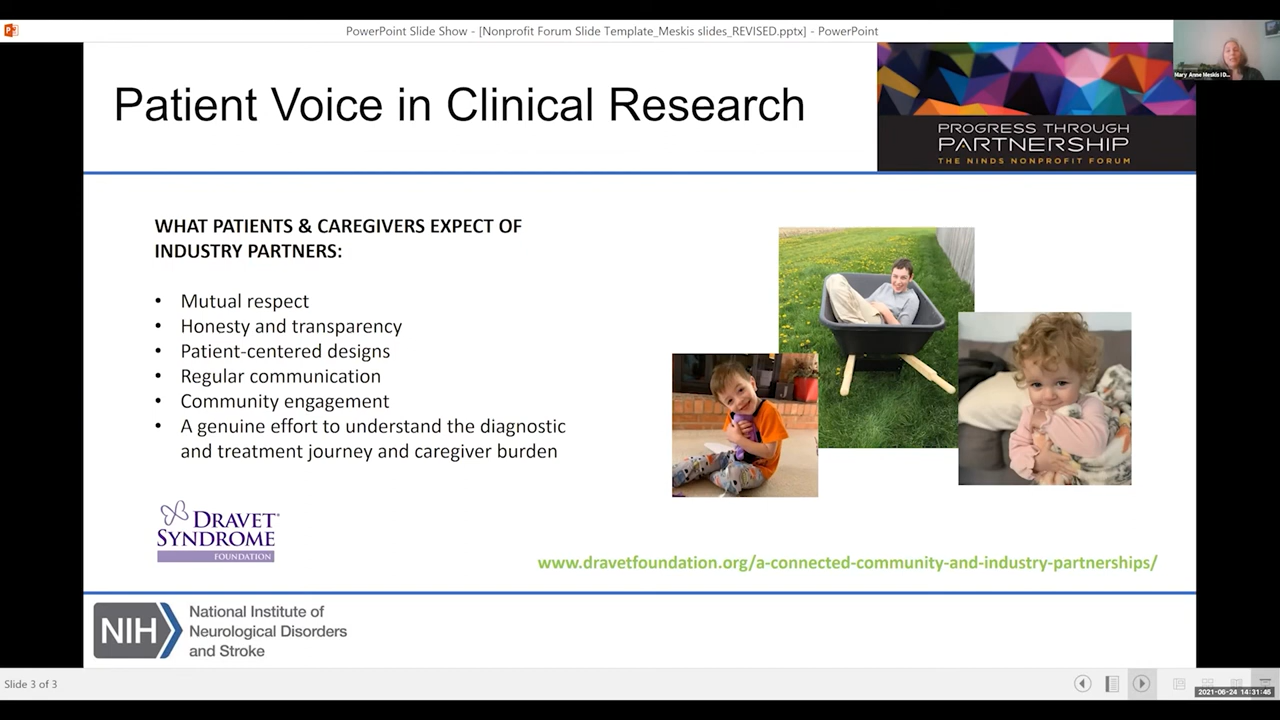 PowerPoint Slide Show - [Nonprofit Forum Slide Template_Meskis slides_REVISED.pptx] - PowerPoint
Mary Anne Meskis I D...
Patient Voice in Clinical Research
PROGRESS THROUGH
PARTNERSHIP
THE NINDS NONPROFIT FORUM
WHAT PATIENTS & CAREGIVERS EXPECT OF
INDUSTRY PARTNERS:
• Mutual respect
• Honesty and transparency
• Patient-centered designs
• Regular communication
• Community engagement
• A genuine effort to understand the diagnostic
and treatment journey and caregiver burden
DRAVET
SYNDROME
FOUNDATION
www.dravetfoundation.org/a-connected-community-and-industry-partnerships/
NIH
National Institute of
Neurological Disorders
and Stroke
Slide 3 of 3
2021-06-24 14:31:45